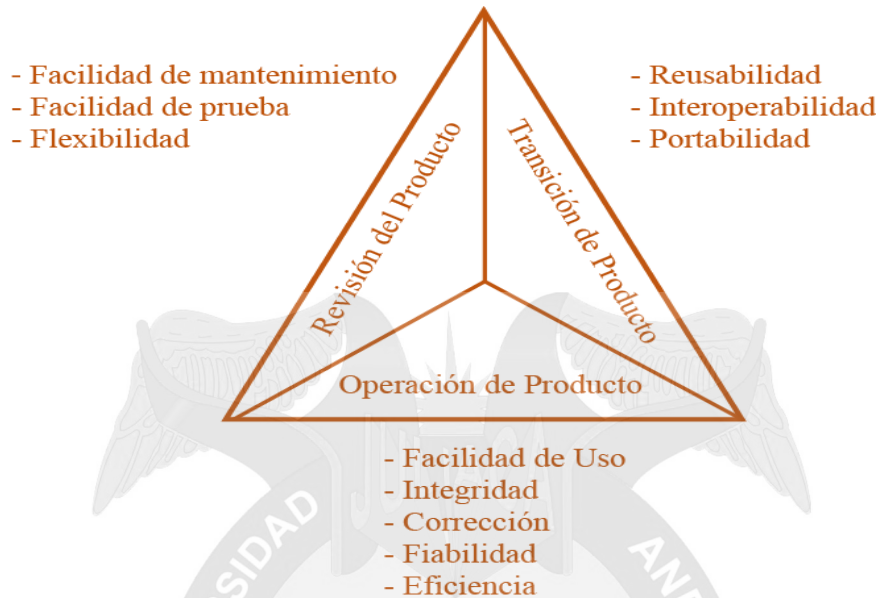 - Facilidad de mantenimiento
- Facilidad de prueba
- Flexibilidad
- Reusabilidad
- Interoperabilidad
- Portabilidad
Revisión del Producto
Transición de Producto
Operación de Producto
- Facilidad de Uso
- Integridad
- Corrección
- Fiabilidad
- Eficiencia